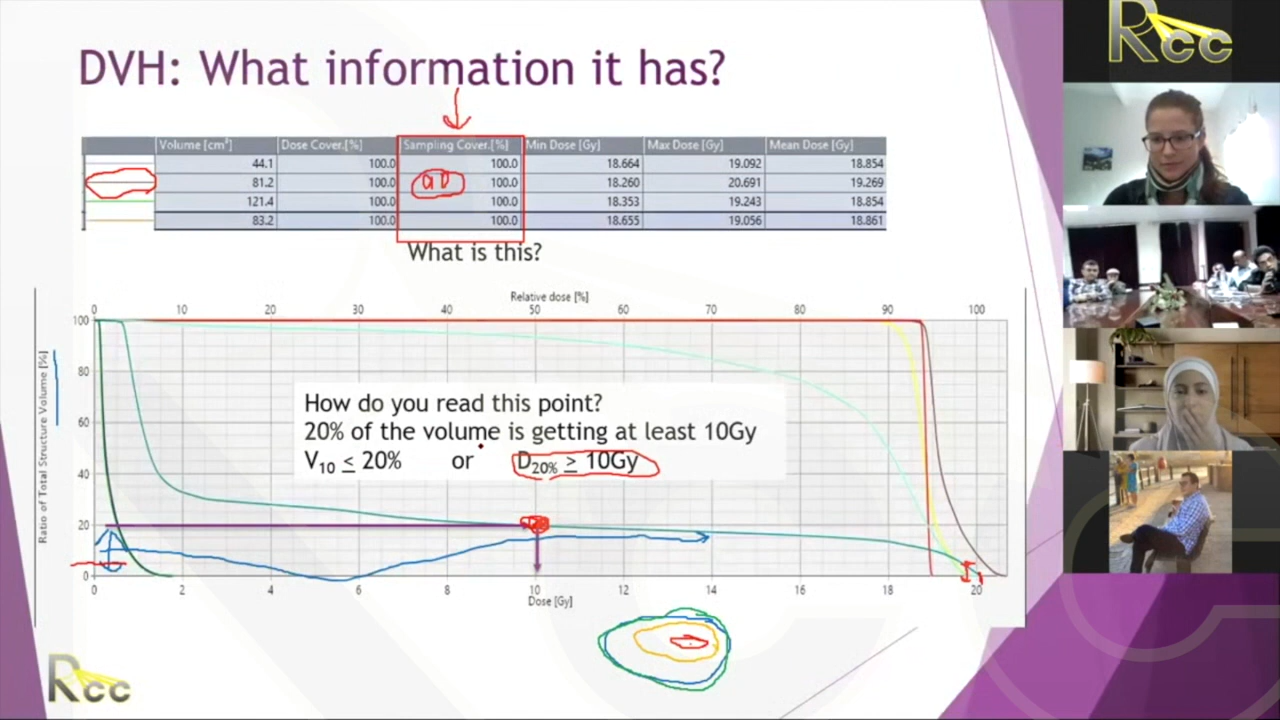 DVH: What information it has?
Rcc
Volume [cm³] Dose Cover.[%] Sampling Cover.[%] Min Dose [Gy] Max Dose [Gy] Mean Dose [Gy]
44.1 100.0 100.0 18.664 19.092 18.854
81.2 100.0 90 100.0 18.260 20.691 19.269
121.4 100.0 100.0 18.353 19.243 18.854
83.2 100.0 100.0 18.655 19.056 18.861
What is this?
Relative dose [%]
0 10 20 30 40 50 60 70 80 90 100
Ratio of Total Structure Volume [%]
100
80
60
40
20
0
How do you read this point?
20% of the volume is getting at least 10Gy
V10 ≤ 20% or D20% ≥ 10Gy
0 2 4 6 8 10 12 14 16 18 20
Dose [Gy]
Rcc